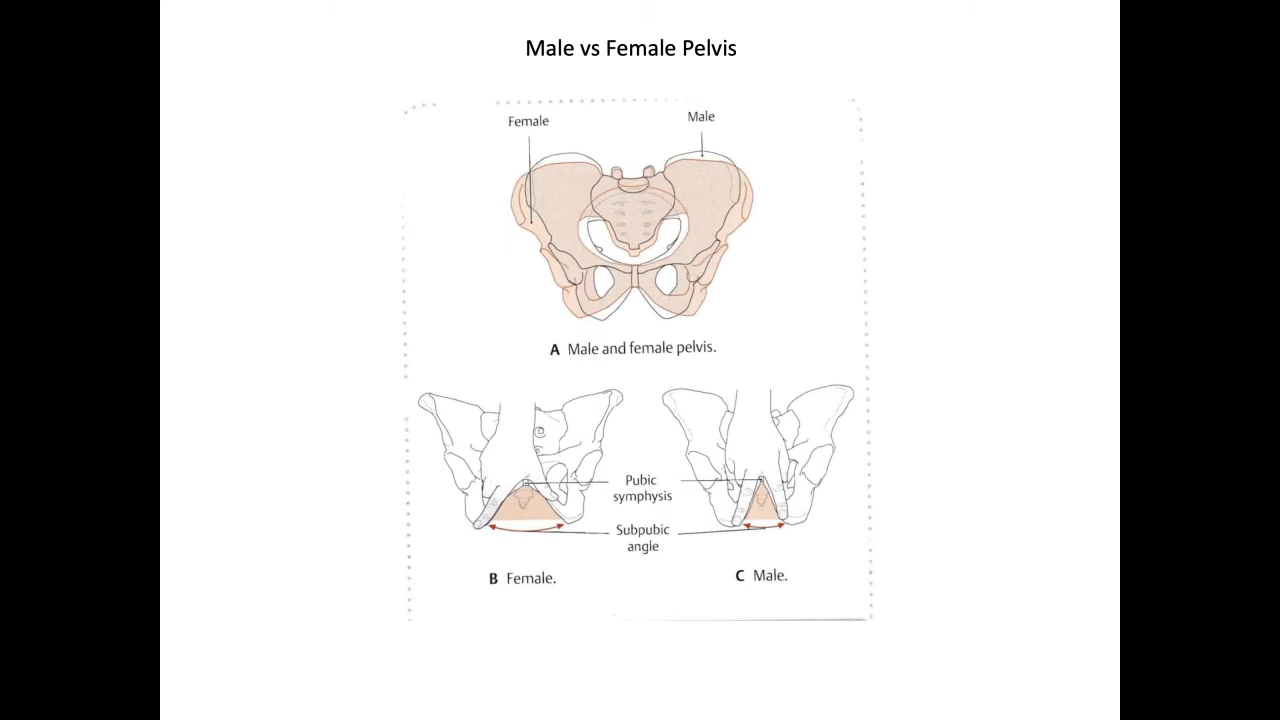 Male vs Female Pelvis
Female
Male
A Male and female pelvis.
Pubic
symphysis
Subpubic
angle
B Female.
C Male.